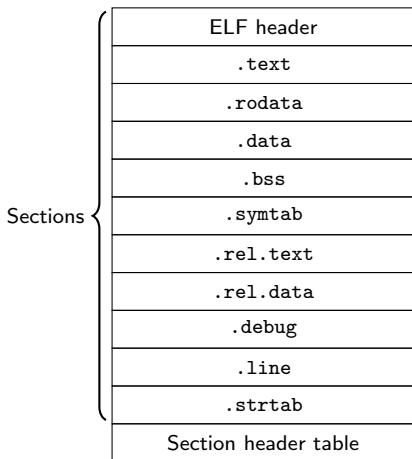 ELF header
.text
.rodata
.data
.bss
Sections
.symtab
.rel.text
.rel.data
.debug
.line
.strtab
Section header table